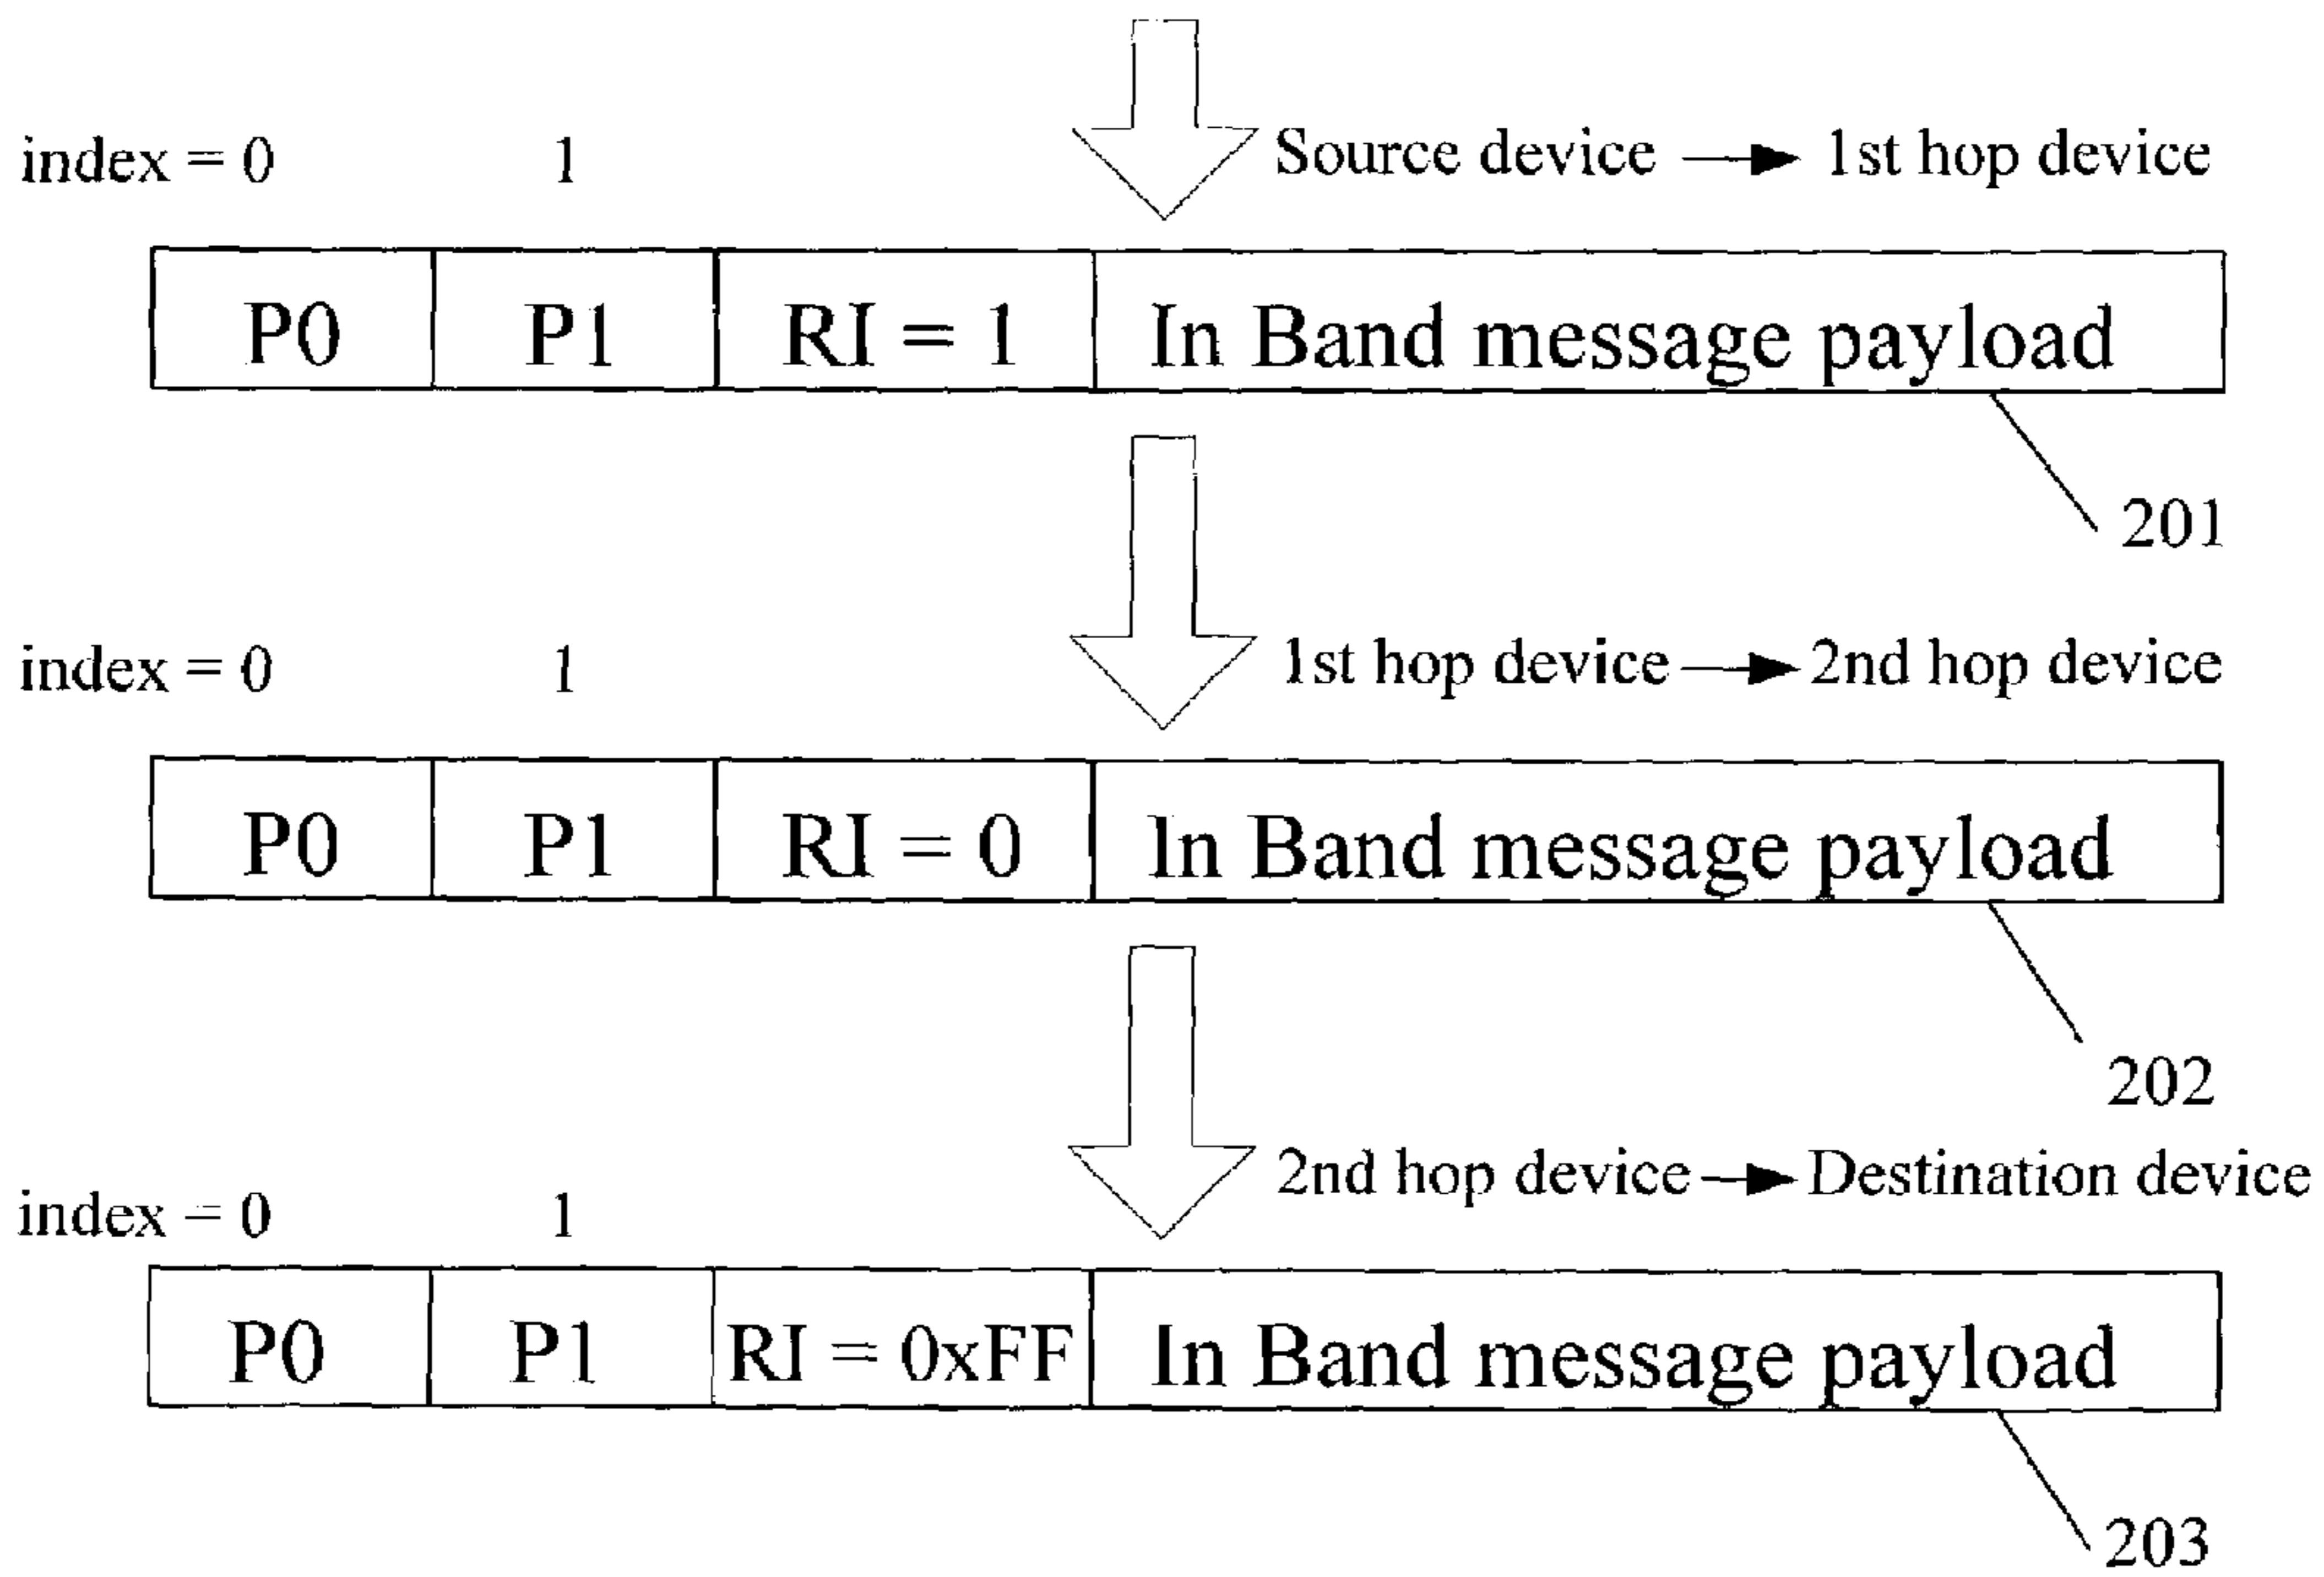 index = 0 1 Source device → 1st hop device
P0 P1 RI = 1 In Band message payload
201
index = 0 1 1st hop device → 2nd hop device
P0 P1 RI = 0 In Band message payload
202
2nd hop device → Destination device
index = 0 1
P0 P1 RI = 0xFF In Band message payload
203